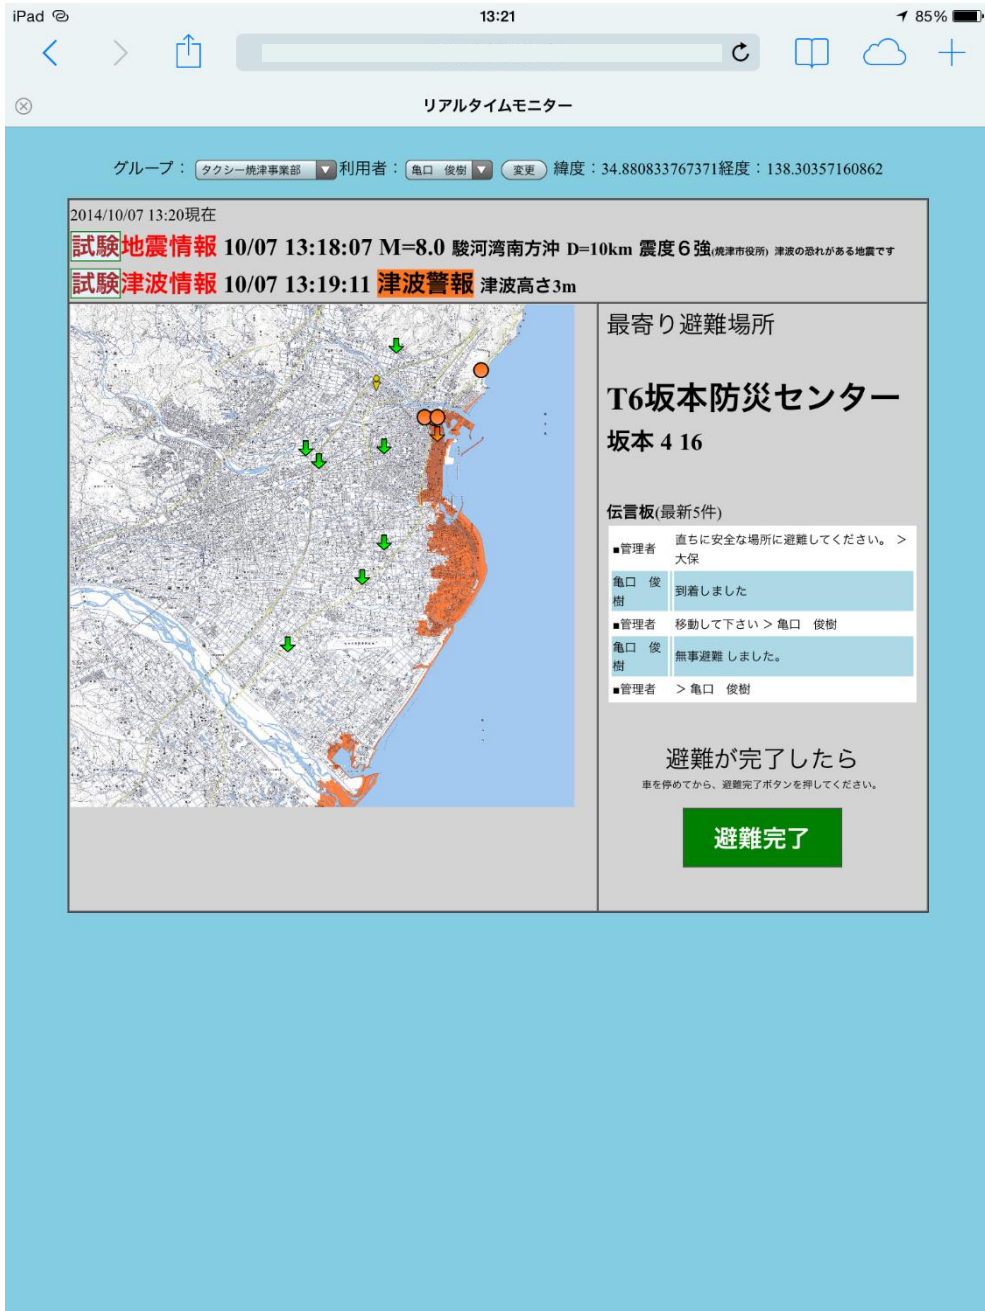 iPad 13:21 85%
リアルタイムモニター
グループ： タクシー焼津事業部 利用者： 亀口　俊樹 変更 緯度：34.880833767371経度：138.30357160862
2014/10/07 13:20現在
試験地震情報 10/07 13:18:07 M=8.0 駿河湾南方沖 D=10km 震度６強(焼津市役所) 津波の恐れがある地震です
試験津波情報 10/07 13:19:11 津波警報 津波高さ3m
最寄り避難場所
T6坂本防災センター
坂本 4 16
伝言板(最新5件)
■管理者 直ちに安全な場所に避難してください。 ＞
大保
亀口　俊
樹 到着しました
■管理者 移動して下さい＞亀口　俊樹
亀口　俊
樹 無事避難 しました。
■管理者 ＞亀口　俊樹
避難が完了したら
車を停めてから、避難完了ボタンを押してください。
避難完了